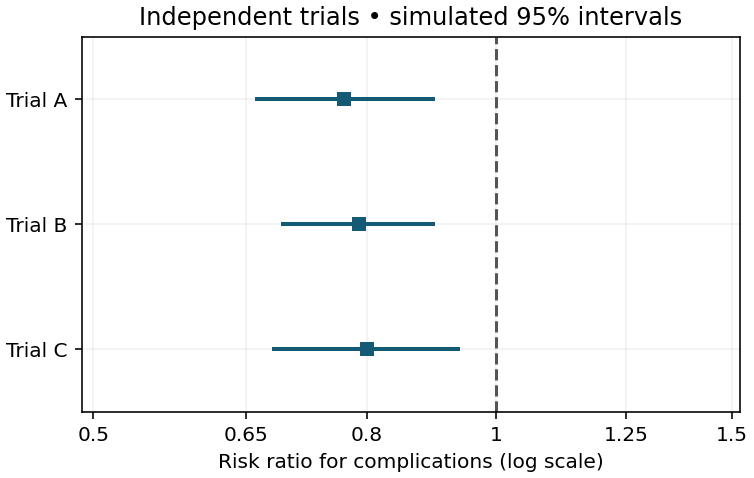 Independent trials • simulated 95% intervals
Trial A
Trial B
Trial C
0.5 0.65 0.8 1 1.25 1.5
Risk ratio for complications (log scale)